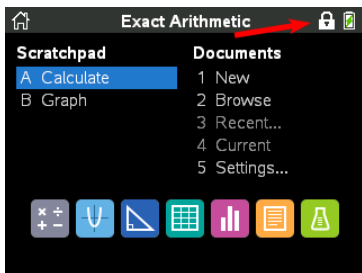 Exact Arithmetic
Scratchpad
A Calculate
B Graph
Documents
1 New
2 Browse
3 Recent...
4 Current
5 Settings...